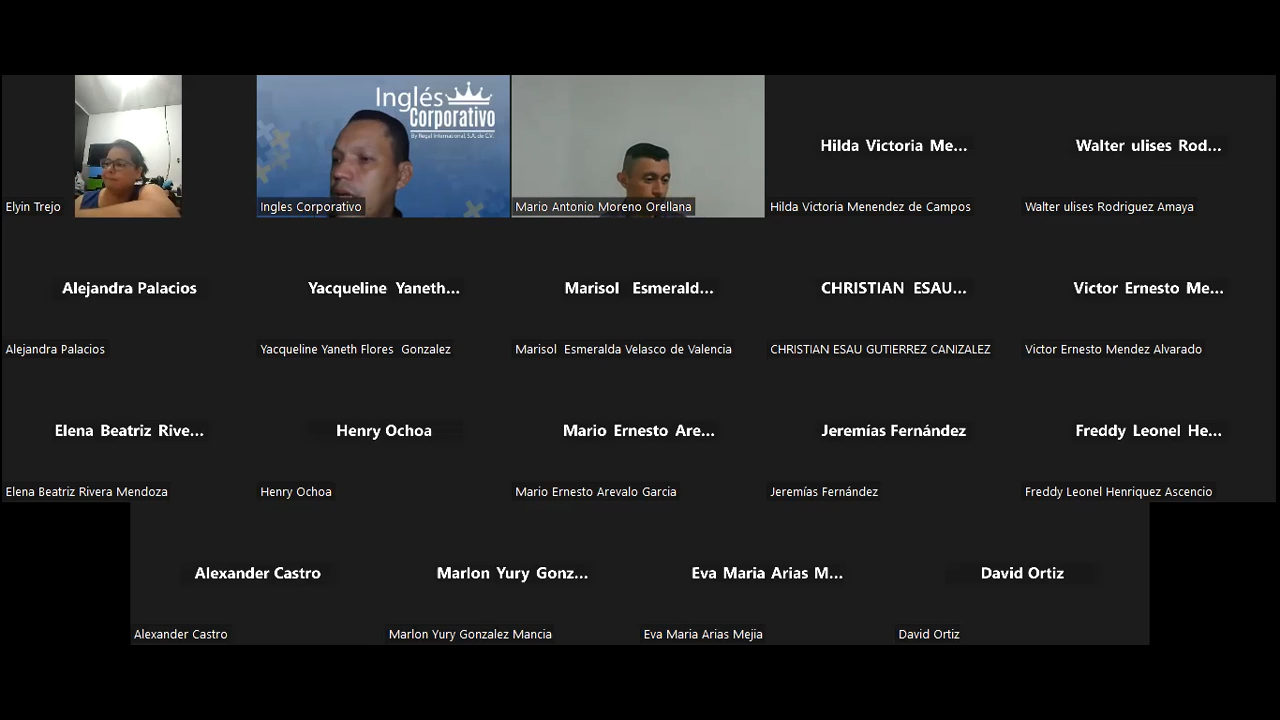 Inglés
Corporativo
By Regal International, S.A. de C.V.
Hilda Victoria Me...
Walter ulises Rod...
Elyin Trejo
Ingles Corporativo
Mario Antonio Moreno Orellana
Hilda Victoria Menendez de Campos
Walter ulises Rodriguez Amaya
Alejandra Palacios
Yacqueline Yaneth...
Marisol Esmerald...
CHRISTIAN ESAU...
Victor Ernesto Me...
Alejandra Palacios
Yacqueline Yaneth Flores Gonzalez
Marisol Esmeralda Velasco de Valencia
CHRISTIAN ESAU GUTIERREZ CANIZALEZ
Victor Ernesto Mendez Alvarado
Elena Beatriz Rive...
Henry Ochoa
Mario Ernesto Are...
Jeremías Fernández
Freddy Leonel He...
Elena Beatriz Rivera Mendoza
Henry Ochoa
Mario Ernesto Arevalo Garcia
Jeremías Fernández
Freddy Leonel Henriquez Ascencio
Alexander Castro
Marlon Yury Gonz...
Eva Maria Arias M...
David Ortiz
Alexander Castro
Marlon Yury Gonzalez Mancia
Eva Maria Arias Mejia
David Ortiz